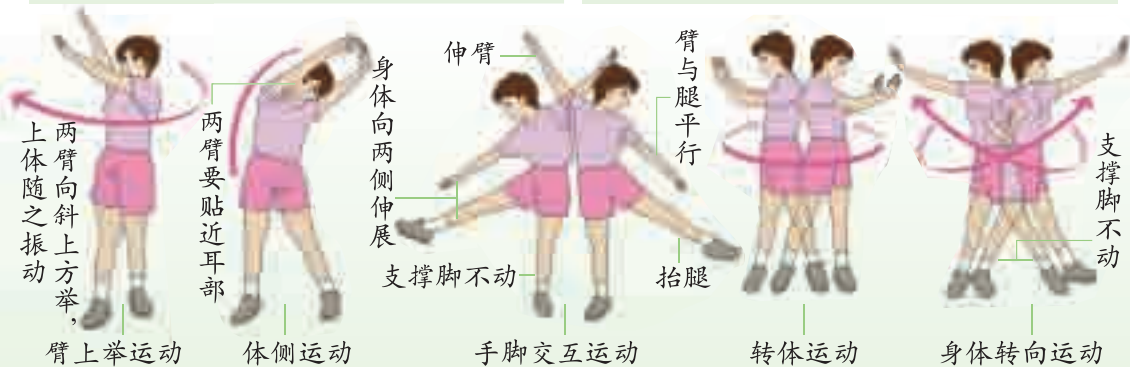 两臂向斜上方举，
上体随之振动
臂上举运动
两臂要贴近耳部
体侧运动
身体向两侧伸展
伸臂
支撑脚不动
臂与腿平行
抬腿
手脚交互运动
转体运动
支撑脚不动
身体转向运动